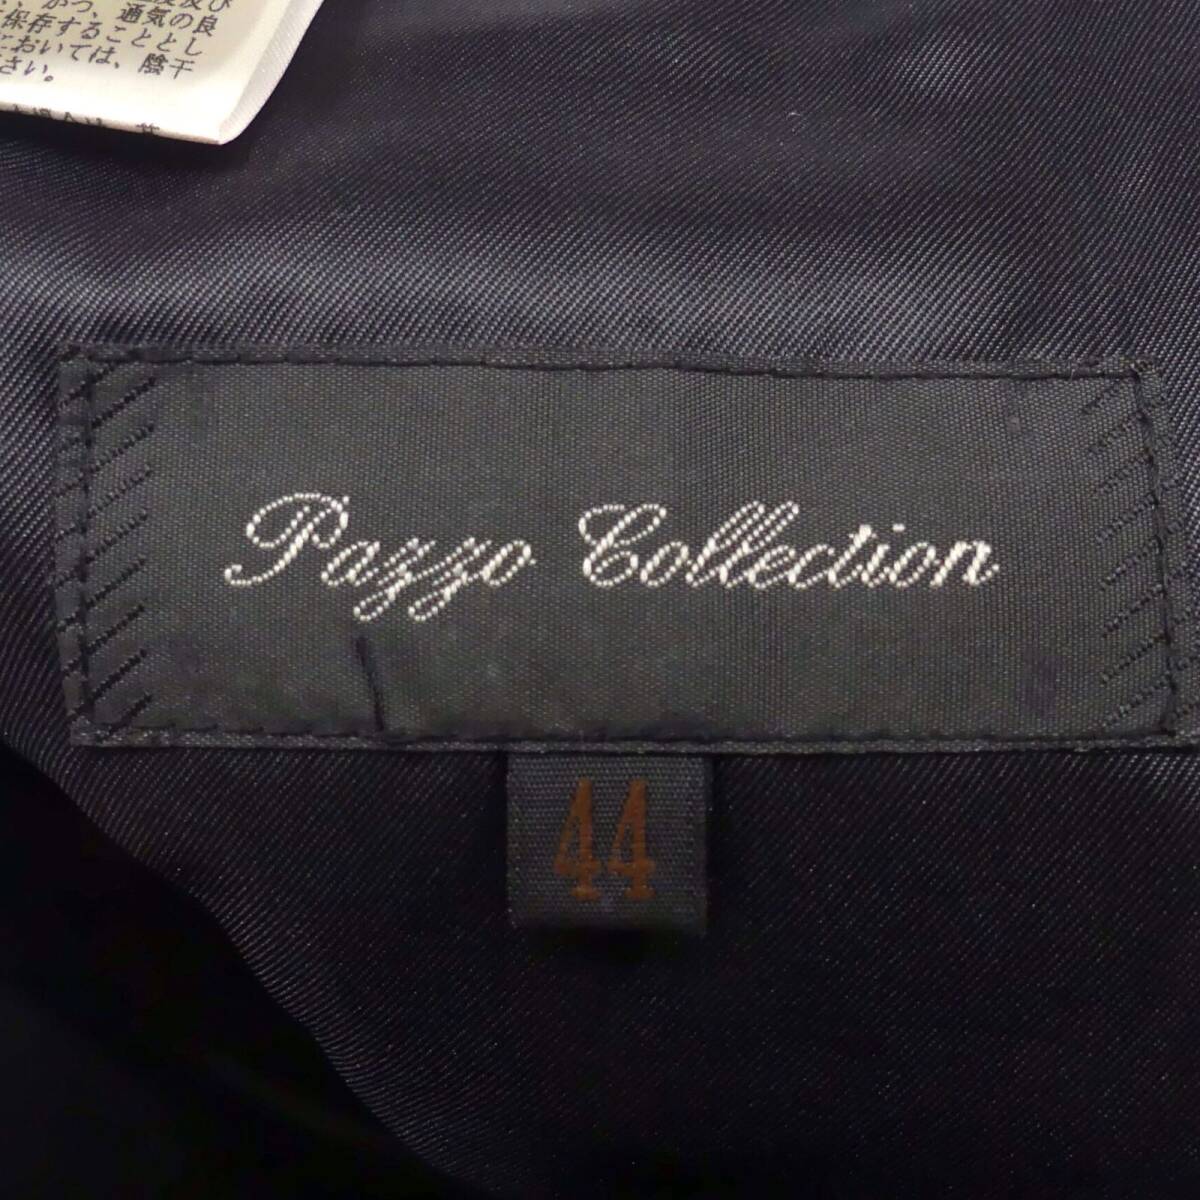 、かつ、通気の良
保存することとし
においては、陰干
さい。
Pazzo Collection
44